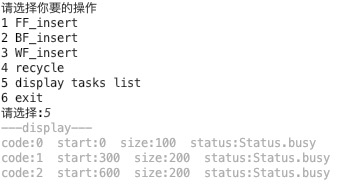 请选择你要的操作
1 FF_insert
2 BF_insert
3 WF_insert
4 recycle
5 display tasks list
6 exit
请选择:5
———display———
code:0  start:0  size:100  status:Status.busy
code:1  start:300  size:200  status:Status.busy
code:2  start:600  size:200  status:Status.busy